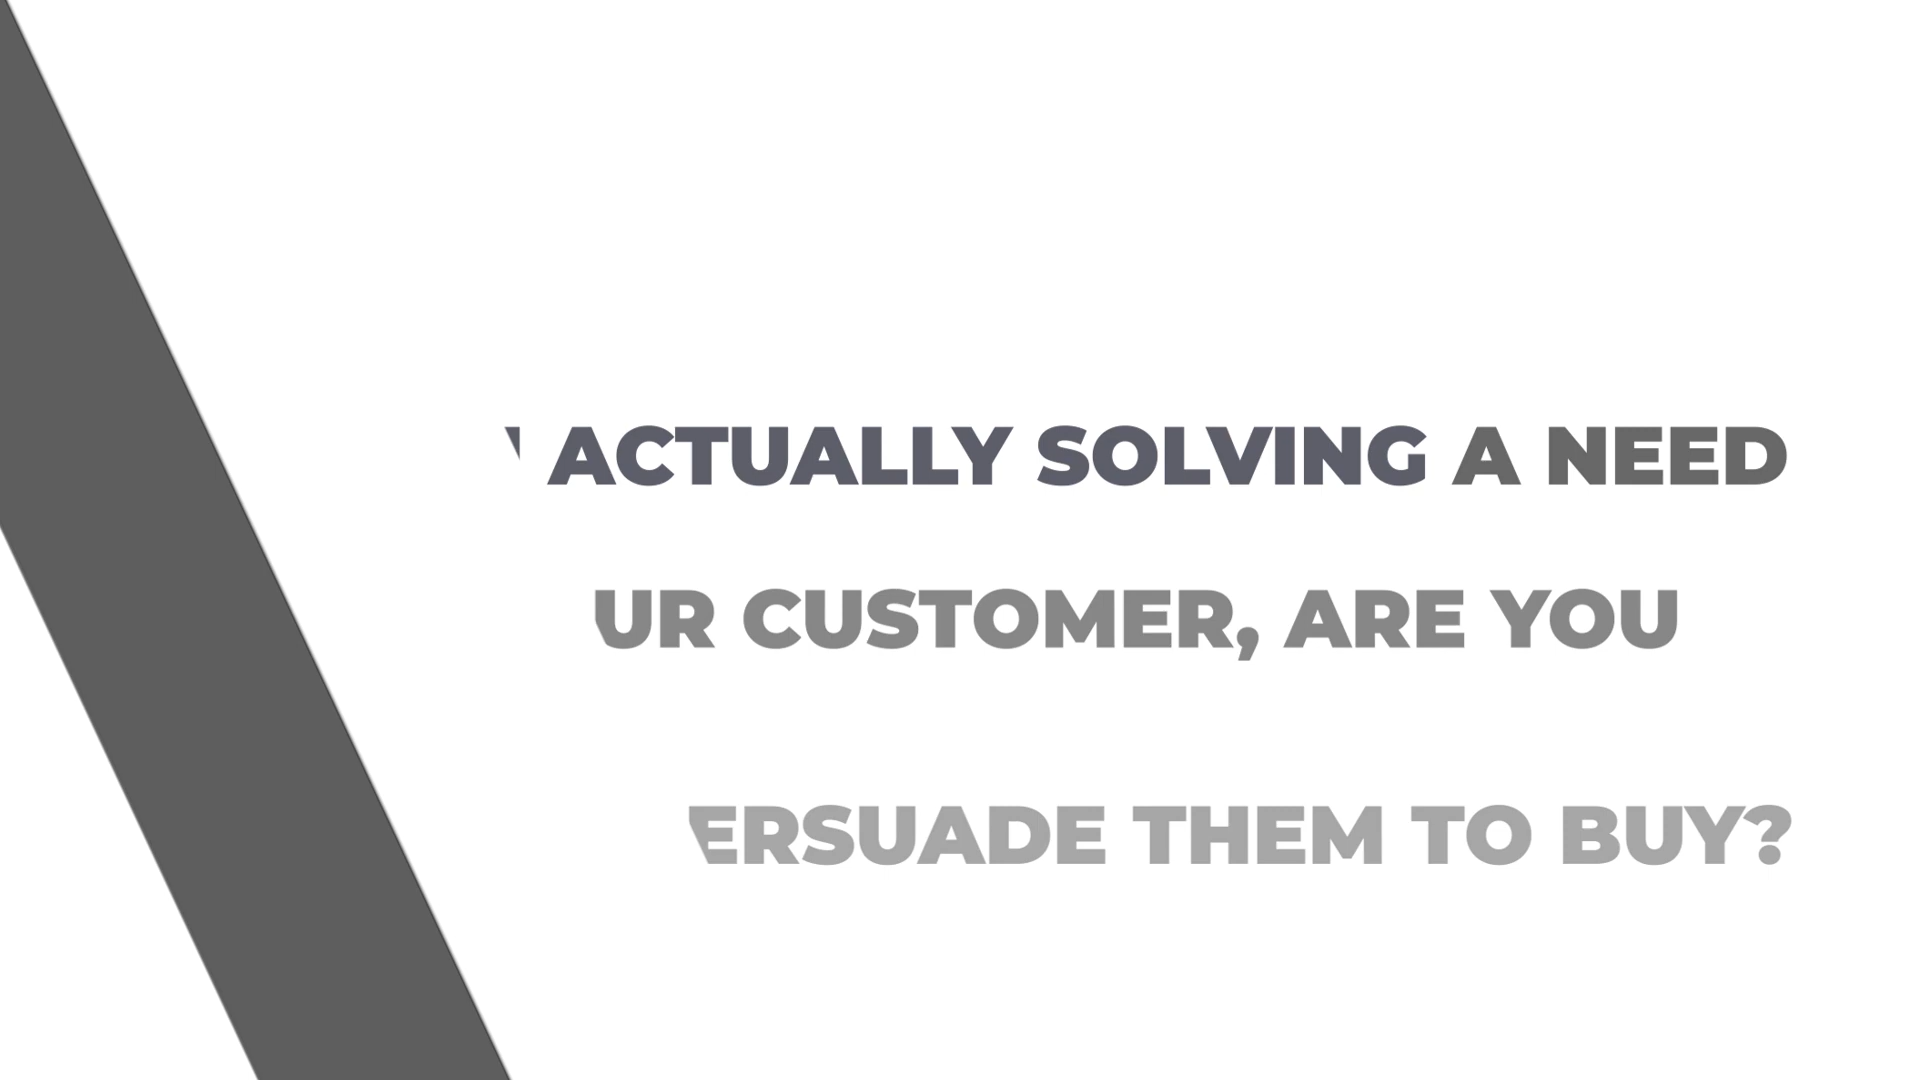 ACTUALLY SOLVING A NEED
UR CUSTOMER, ARE YOU
ERSUADE THEM TO BUY?